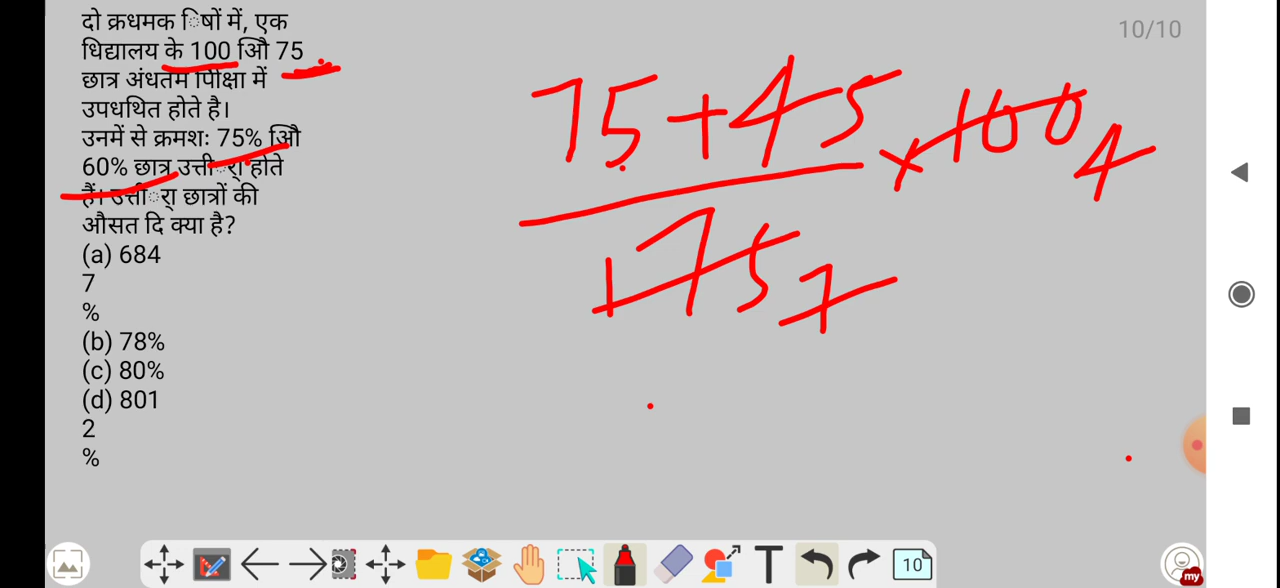 दो क्रधमक िषों में, एक
धिद्यालय के 100 औि 75
छात्र अंधतम पिीक्षा में
उपधथित होते है।
उनमें से क्रमशः 75% औि
60% छात्र उत्तीर्ा होते
हैं। उत्तीर्ा छात्रों की
औसत दि क्या है?
(a) 684
7
%
(b) 78%
(c) 80%
(d) 801
2
%
10/10
75+45
×100 4
175 7
T
10
my